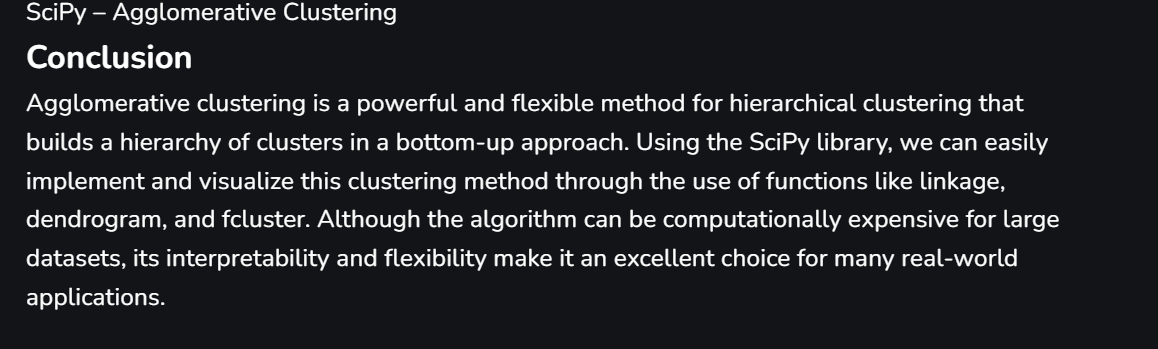 SciPy – Agglomerative Clustering
Conclusion
Agglomerative clustering is a powerful and flexible method for hierarchical clustering that
builds a hierarchy of clusters in a bottom-up approach. Using the SciPy library, we can easily
implement and visualize this clustering method through the use of functions like linkage,
dendrogram, and fcluster. Although the algorithm can be computationally expensive for large
datasets, its interpretability and flexibility make it an excellent choice for many real-world
applications.